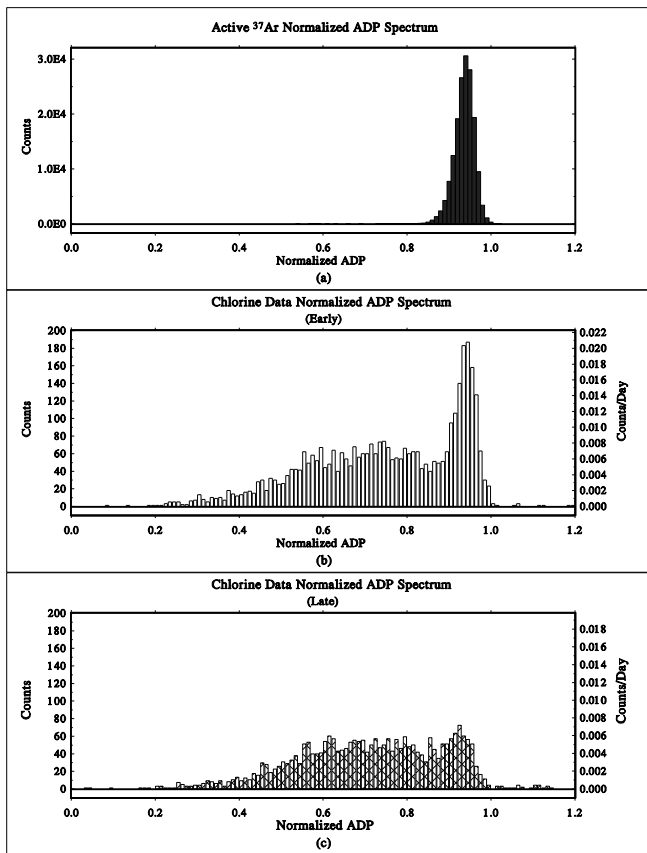 Active ³⁷Ar Normalized ADP Spectrum
3.0E4
2.0E4
1.0E4
0.0E0
Counts
0.0 0.2 0.4 0.6 0.8 1.0 1.2
Normalized ADP
(a)
Chlorine Data Normalized ADP Spectrum
(Early)
200
180
160
140
120
100
80
60
40
20
0
Counts
0.022
0.020
0.018
0.016
0.014
0.012
0.010
0.008
0.006
0.004
0.002
0.000
Counts/Day
0.0 0.2 0.4 0.6 0.8 1.0 1.2
Normalized ADP
(b)
Chlorine Data Normalized ADP Spectrum
(Late)
200
180
160
140
120
100
80
60
40
20
0
Counts
0.018
0.016
0.014
0.012
0.010
0.008
0.006
0.004
0.002
0.000
Counts/Day
0.0 0.2 0.4 0.6 0.8 1.0 1.2
Normalized ADP
(c)